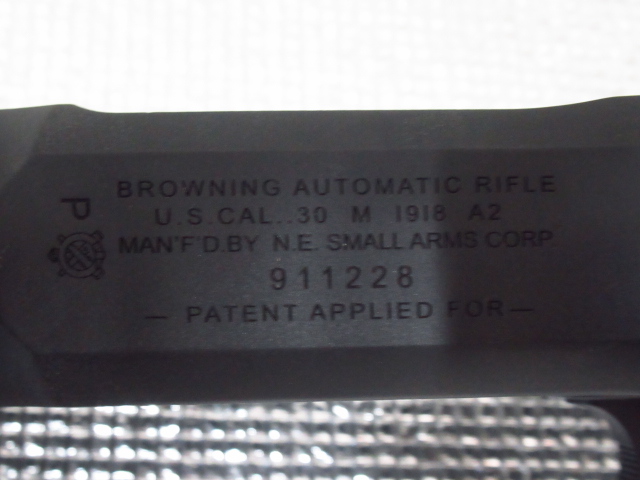 BROWNING AUTOMATIC RIFLE
U.S.CAL..30 M 1918 A2
MAN'F'D.BY N.E. SMALL ARMS CORP.
911228
— PATENT APPLIED FOR —
P